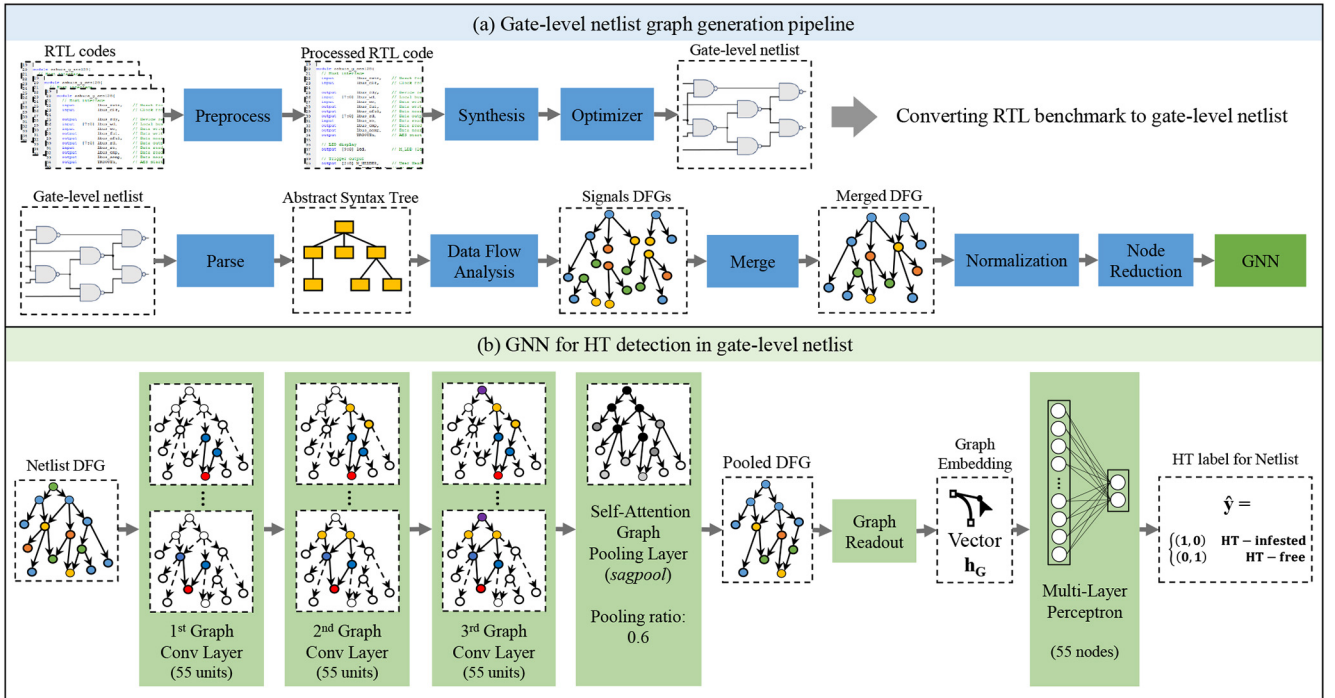 (a) Gate-level netlist graph generation pipeline
RTL codes
Processed RTL code
Gate-level netlist
Preprocess
Synthesis
Optimizer
Converting RTL benchmark to gate-level netlist
Gate-level netlist
Abstract Syntax Tree
Signals DFGs
Merged DFG
Parse
Data Flow
Analysis
Merge
Normalization
Node
Reduction
GNN
(b) GNN for HT detection in gate-level netlist
Netlist DFG
1st Graph
Conv Layer
(55 units)
2nd Graph
Conv Layer
(55 units)
3rd Graph
Conv Layer
(55 units)
Self-Attention
Graph
Pooling Layer
(sagpool)
Pooling ratio:
0.6
Pooled DFG
Graph
Readout
Graph
Embedding
Vector
h_G
Multi-Layer
Perceptron
(55 nodes)
HT label for Netlist
ŷ =
{(1,0) HT − infested
(0,1) HT − free